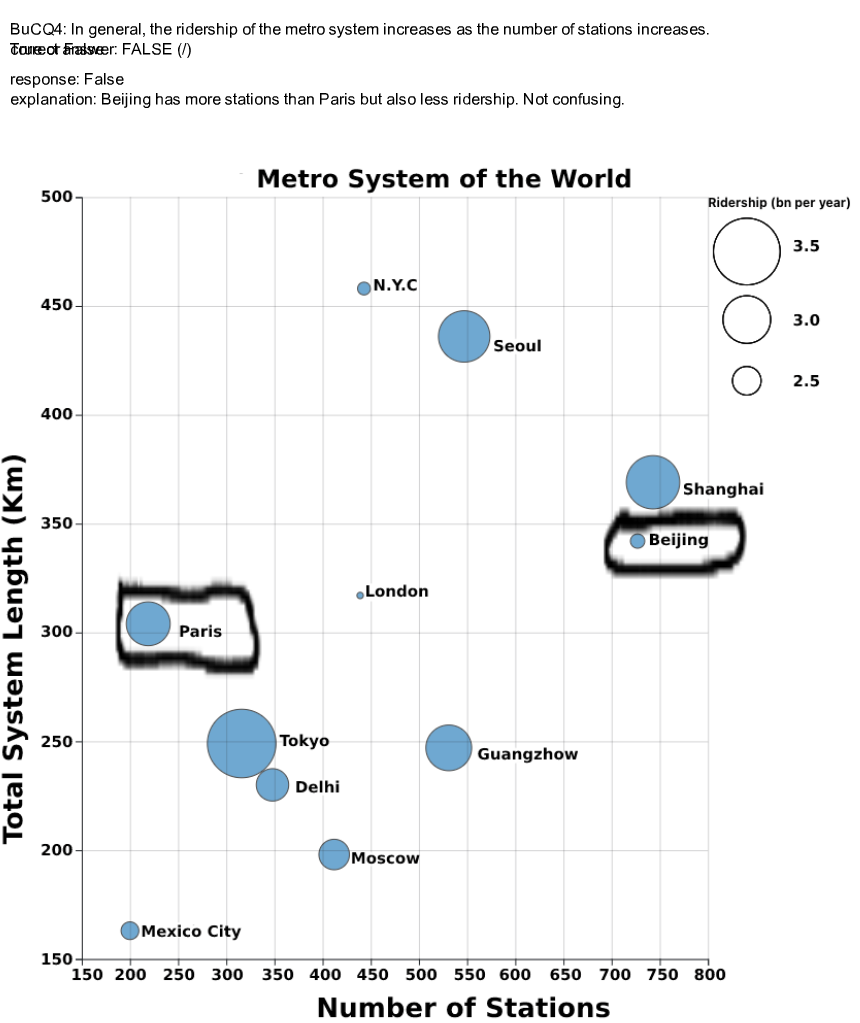 BuCQ4: In general, the ridership of the metro system increases as the number of stations increases.
True or False
correct answer: FALSE (/)
response: False
explanation: Beijing has more stations than Paris but also less ridership. Not confusing.
Metro System of the World
Ridership (bn per year)
3.5
3.0
2.5
500
450
400
350
300
250
200
150
Total System Length (Km)
N.Y.C
Seoul
Shanghai
Beijing
London
Paris
Tokyo
Guangzhow
Delhi
Moscow
Mexico City
150 200 250 300 350 400 450 500 550 600 650 700 750 800
Number of Stations